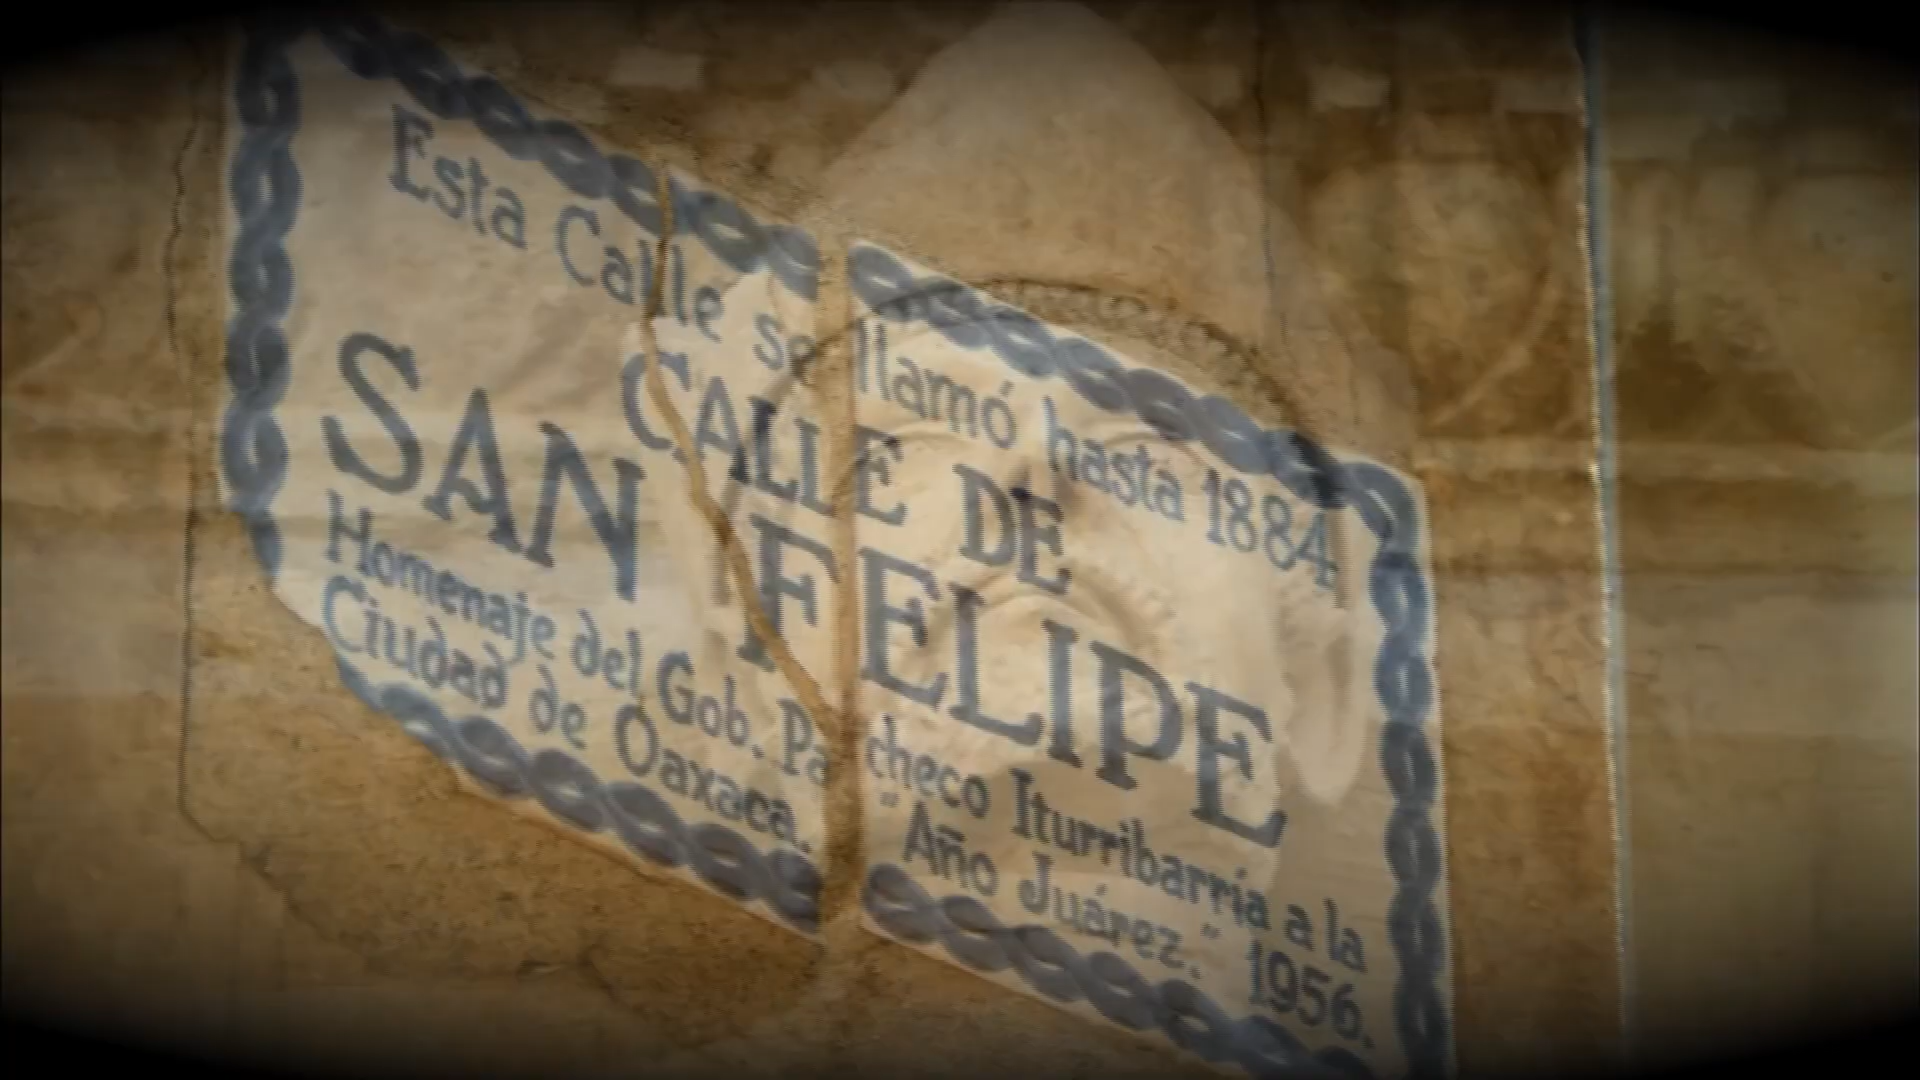 Esta Calle se llamó hasta 1884
CALLE DE
SAN FELIPE
Homenaje del Gob. Pacheco Iturribarría a la
Ciudad de Oaxaca. "Año Juárez." 1956.